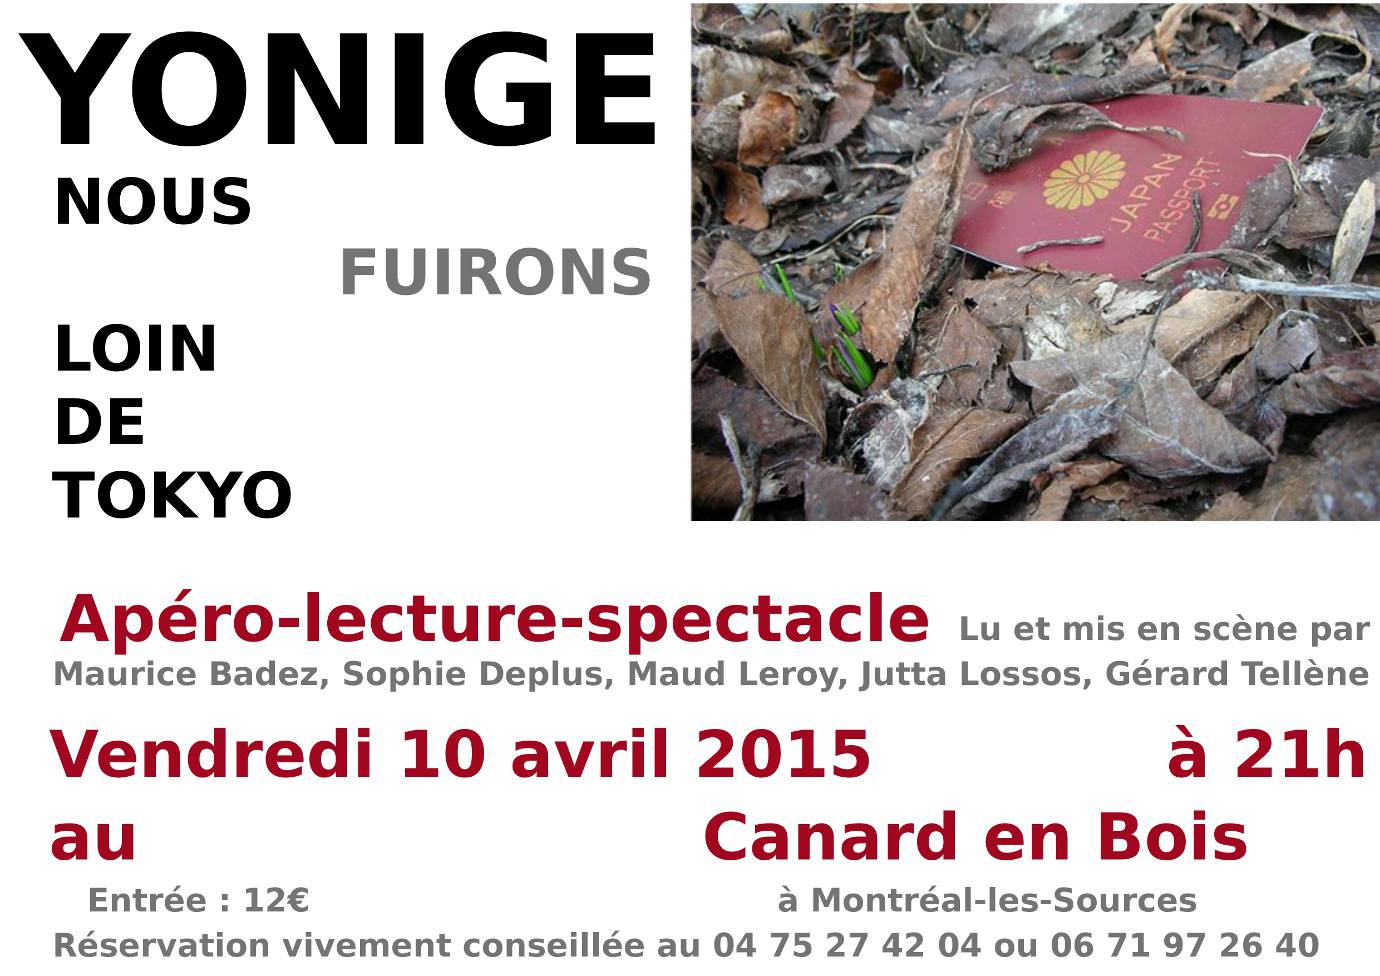 YONIGE
NOUS
FUIRONS
LOIN
DE
TOKYO
JAPAN
PASSPORT
Apéro-lecture-spectacle Lu et mis en scène par
Maurice Badez, Sophie Deplus, Maud Leroy, Jutta Lossos, Gérard Tellène
Vendredi 10 avril 2015 à 21h
au Canard en Bois
Entrée : 12€ à Montréal-les-Sources
Réservation vivement conseillée au 04 75 27 42 04 ou 06 71 97 26 40